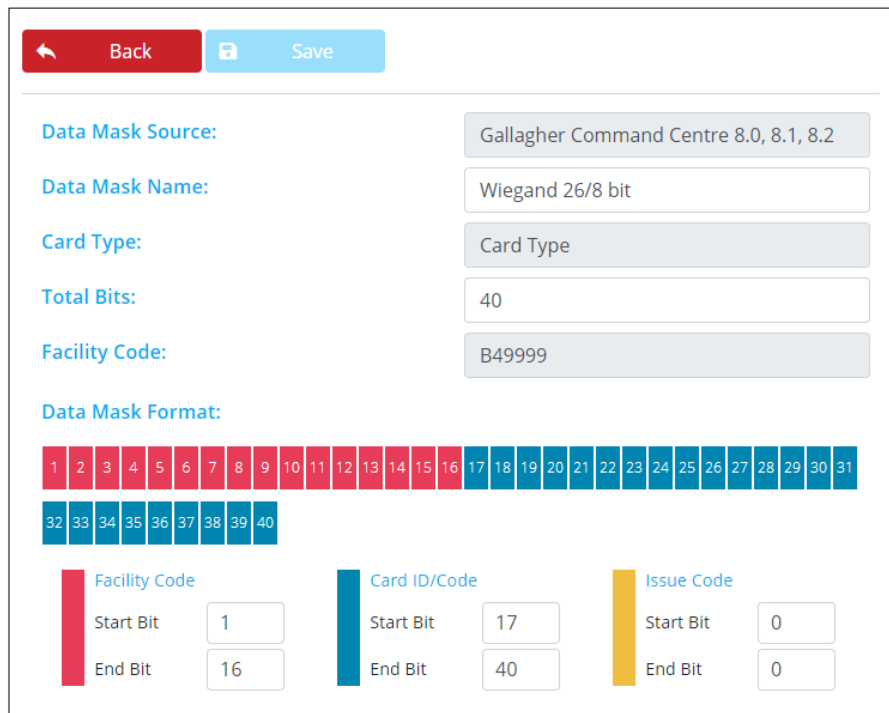 Back Save
Data Mask Source: Gallagher Command Centre 8.0, 8.1, 8.2
Data Mask Name: Wiegand 26/8 bit
Card Type: Card Type
Total Bits: 40
Facility Code: B49999
Data Mask Format:
1 2 3 4 5 6 7 8 9 10 11 12 13 14 15 16 17 18 19 20 21 22 23 24 25 26 27 28 29 30 31
32 33 34 35 36 37 38 39 40
Facility Code Card ID/Code Issue Code
Start Bit 1 Start Bit 17 Start Bit 0
End Bit 16 End Bit 40 End Bit 0